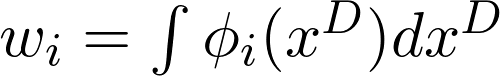 $w_i = \int \phi_i(x^D) dx^D$